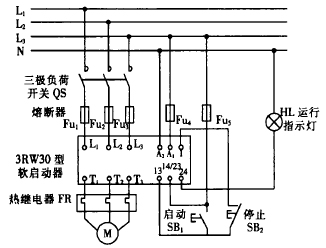 L₁
L₂
L₃
N
三极负荷
开关 QS
熔断器
Fu₁ Fu₂ Fu₃ Fu₄ Fu₅
HL 运行
指示灯
3RW30 型
软启动器
L₁ L₂ L₃ A₂ A₁ 1
T₁ T₂ T₃ 13 14/23 24
热继电器 FR
M
启动
SB₁
停止
SB₂